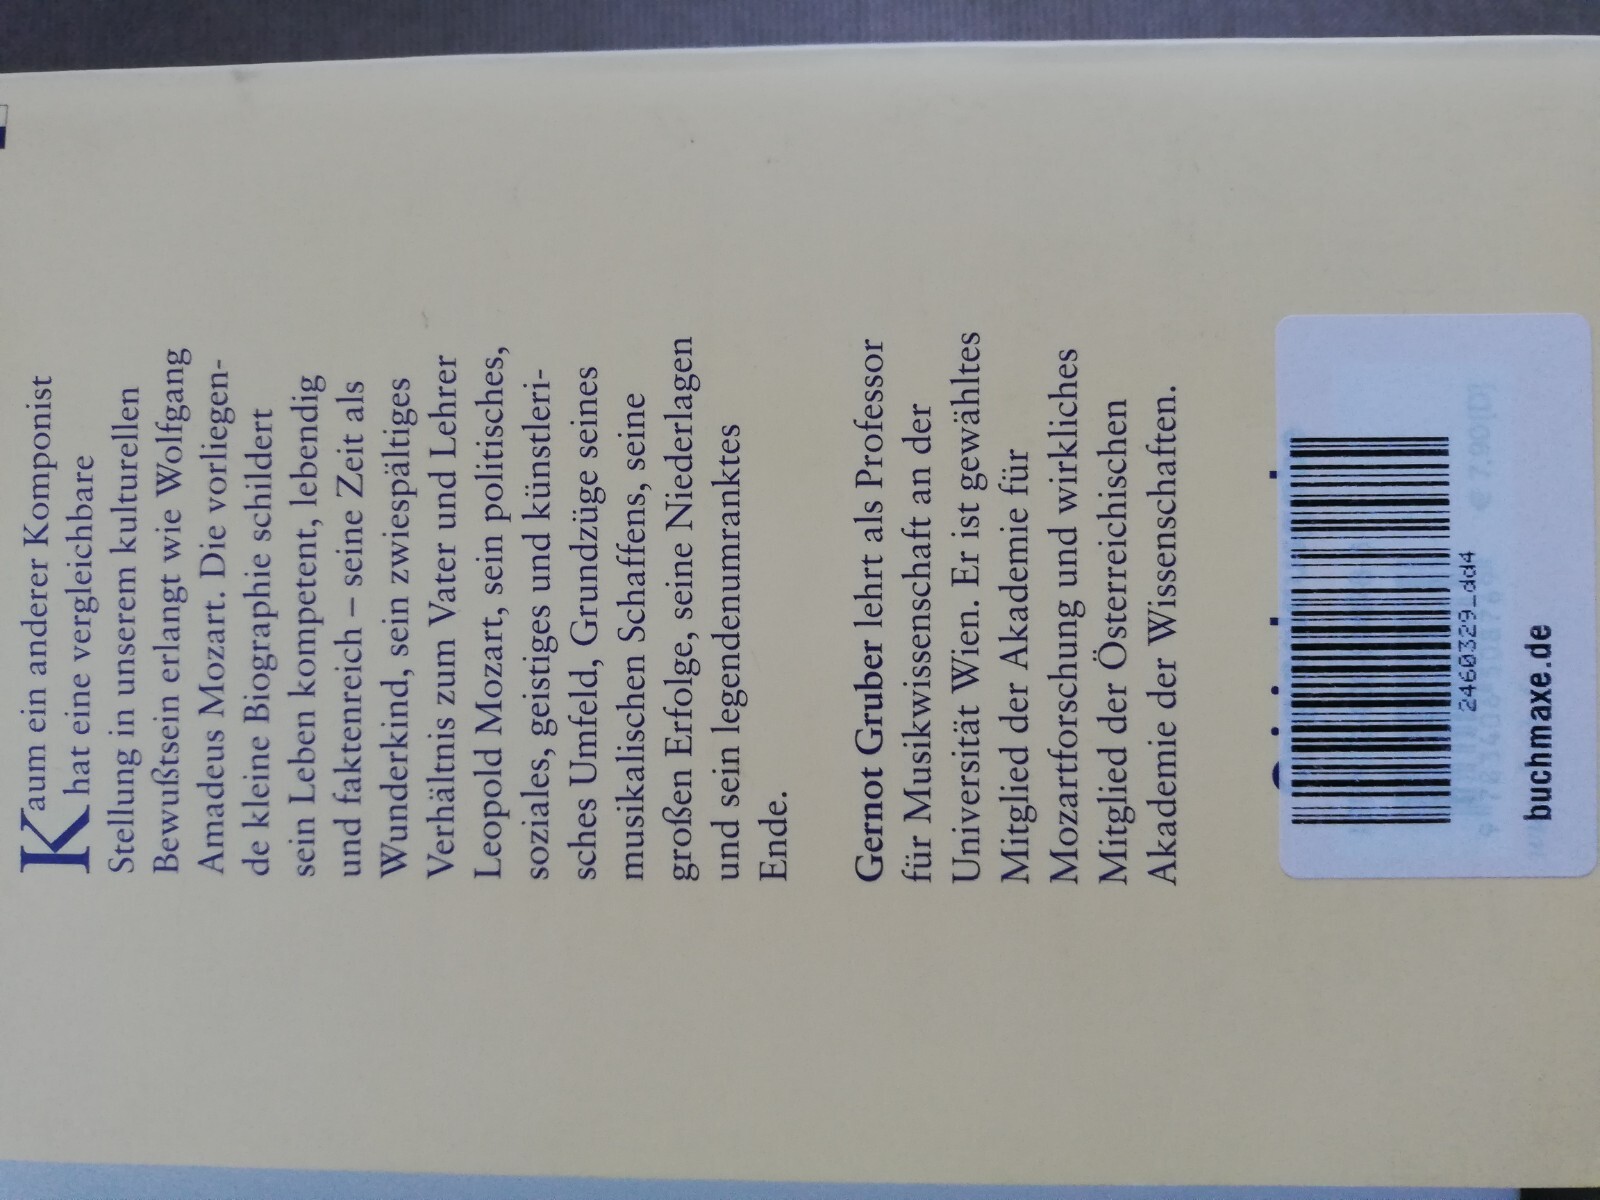 Kaum ein anderer Komponist
hat eine vergleichbare
Stellung in unserem kulturellen
Bewußtsein erlangt wie Wolfgang
Amadeus Mozart. Die vorliegen-
de kleine Biographie schildert
sein Leben kompetent, lebendig
und faktenreich – seine Zeit als
Wunderkind, sein zwiespältiges
Verhältnis zum Vater und Lehrer
Leopold Mozart, sein politisches,
soziales, geistiges und künstleri-
sches Umfeld, Grundzüge seines
musikalischen Schaffens, seine
großen Erfolge, seine Niederlagen
und sein legendenumranktes
Ende.
Gernot Gruber lehrt als Professor
für Musikwissenschaft an der
Universität Wien. Er ist gewähltes
Mitglied der Akademie für
Mozartforschung und wirkliches
Mitglied der Österreichischen
Akademie der Wissenschaften.
€ 7.90[D]
24660329_dd4
buchmaxe.de